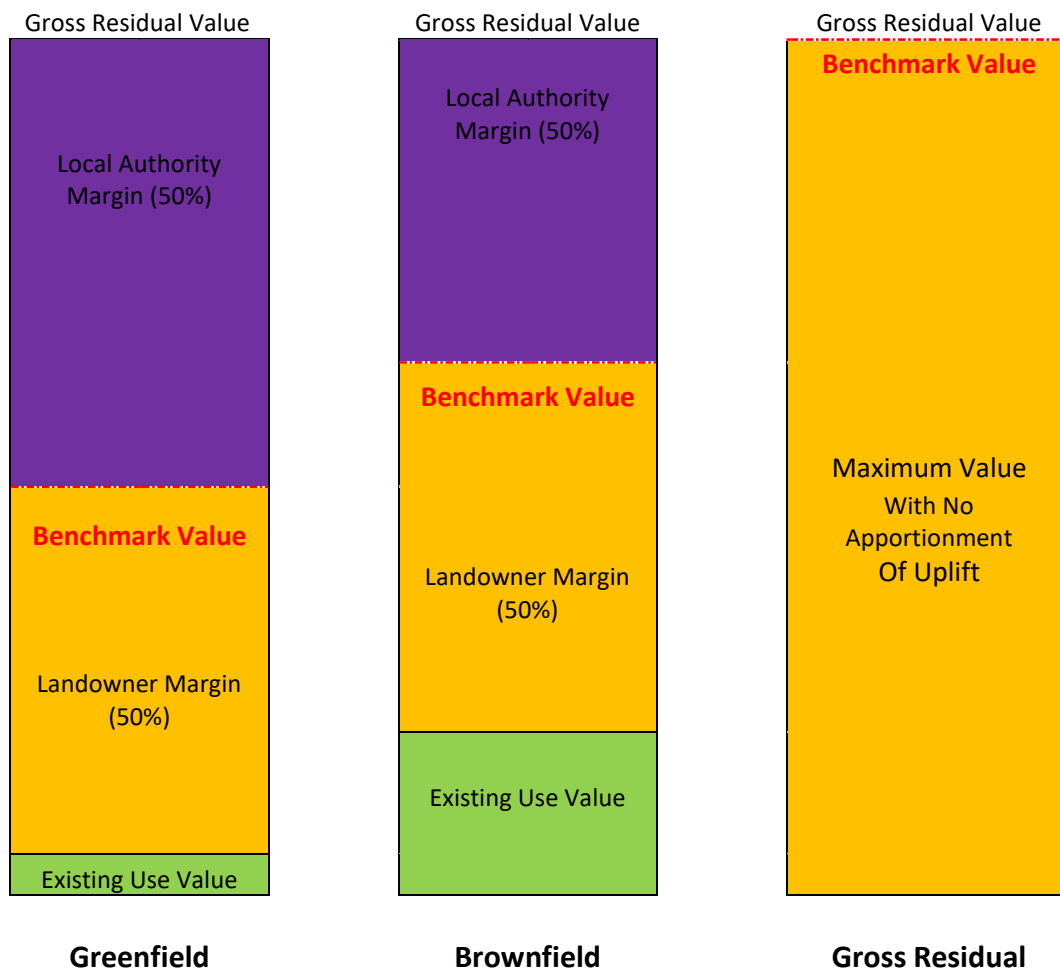 Gross Residual Value
Local Authority
Margin (50%)
Benchmark Value
Landowner Margin
(50%)
Existing Use Value
Greenfield
Gross Residual Value
Local Authority
Margin (50%)
Benchmark Value
Landowner Margin
(50%)
Existing Use Value
Brownfield
Gross Residual Value
Benchmark Value
Maximum Value
With No
Apportionment
Of Uplift
Gross Residual